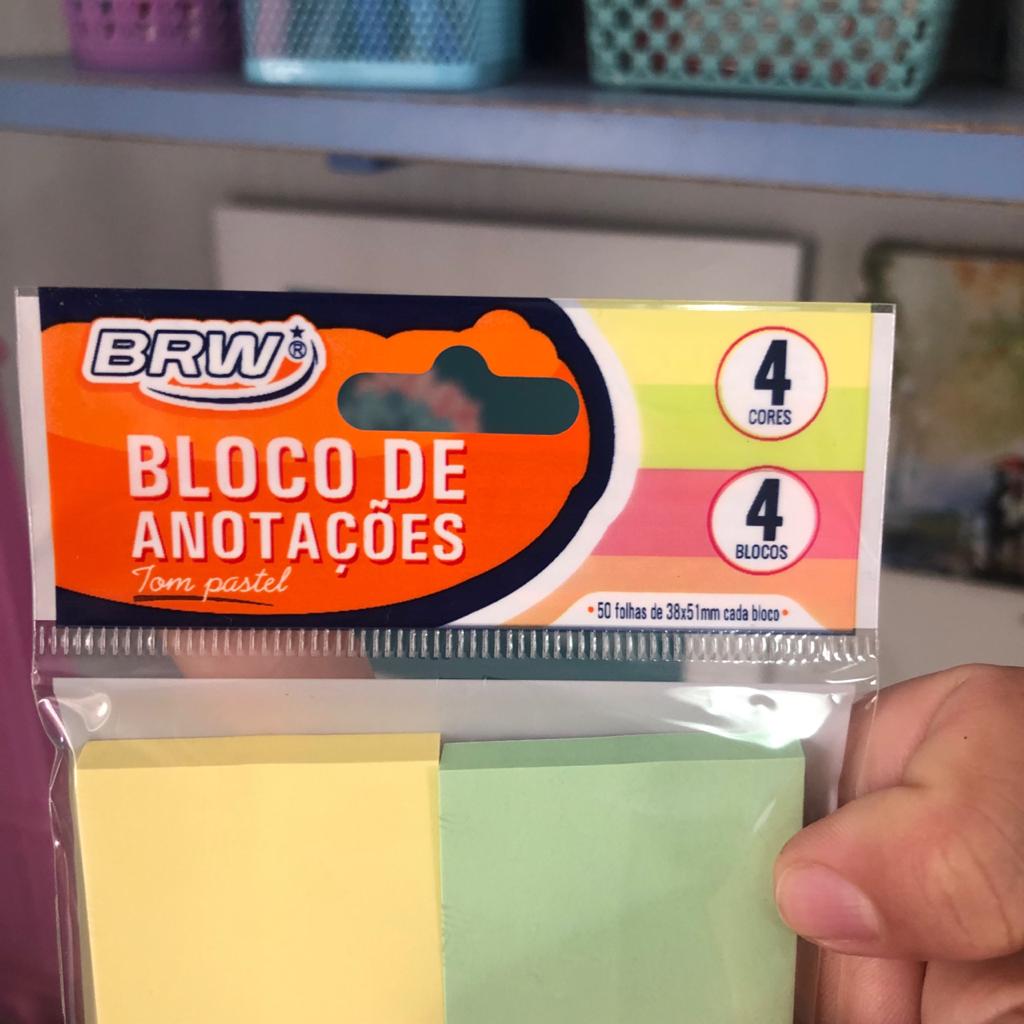 BRW®
BLOCO DE
ANOTAÇÕES
Tom pastel
4
CORES
4
BLOCOS
• 50 folhas de 38x51mm cada bloco •